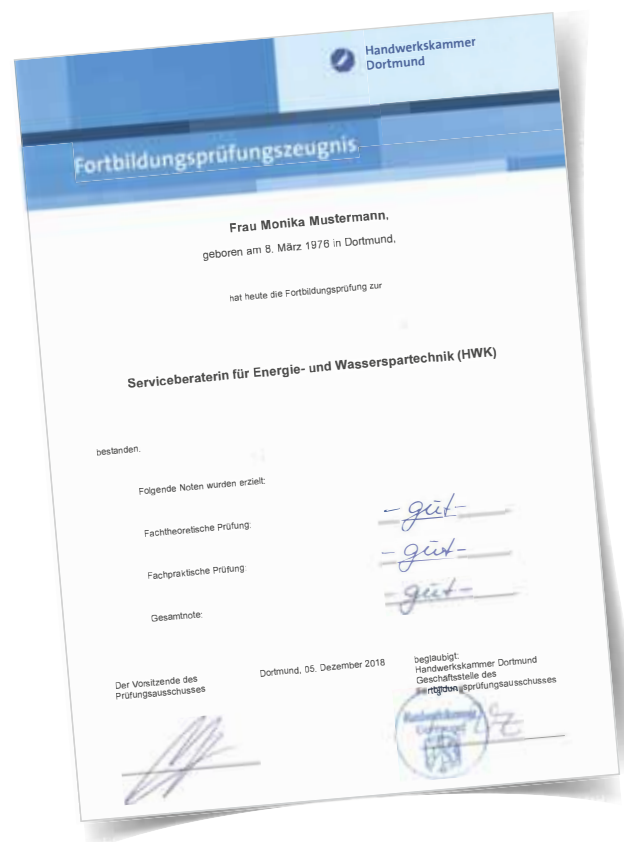 Handwerkskammer
Dortmund
Fortbildungsprüfungszeugnis
Frau Monika Mustermann,
geboren am 8. März 1976 in Dortmund,
hat heute die Fortbildungsprüfung zur
Serviceberaterin für Energie- und Wasserspartechnik (HWK)
bestanden.
Folgende Noten wurden erzielt:
Fachtheoretische Prüfung: - gut -
Fachpraktische Prüfung: - gut -
Gesamtnote: - gut -
Der Vorsitzende des
Prüfungsausschusses
Dortmund, 05. Dezember 2018
beglaubigt:
Handwerkskammer Dortmund
Geschäftsstelle des
Fortbildungsprüfungsausschusses
Handwerkskammer
Dortmund